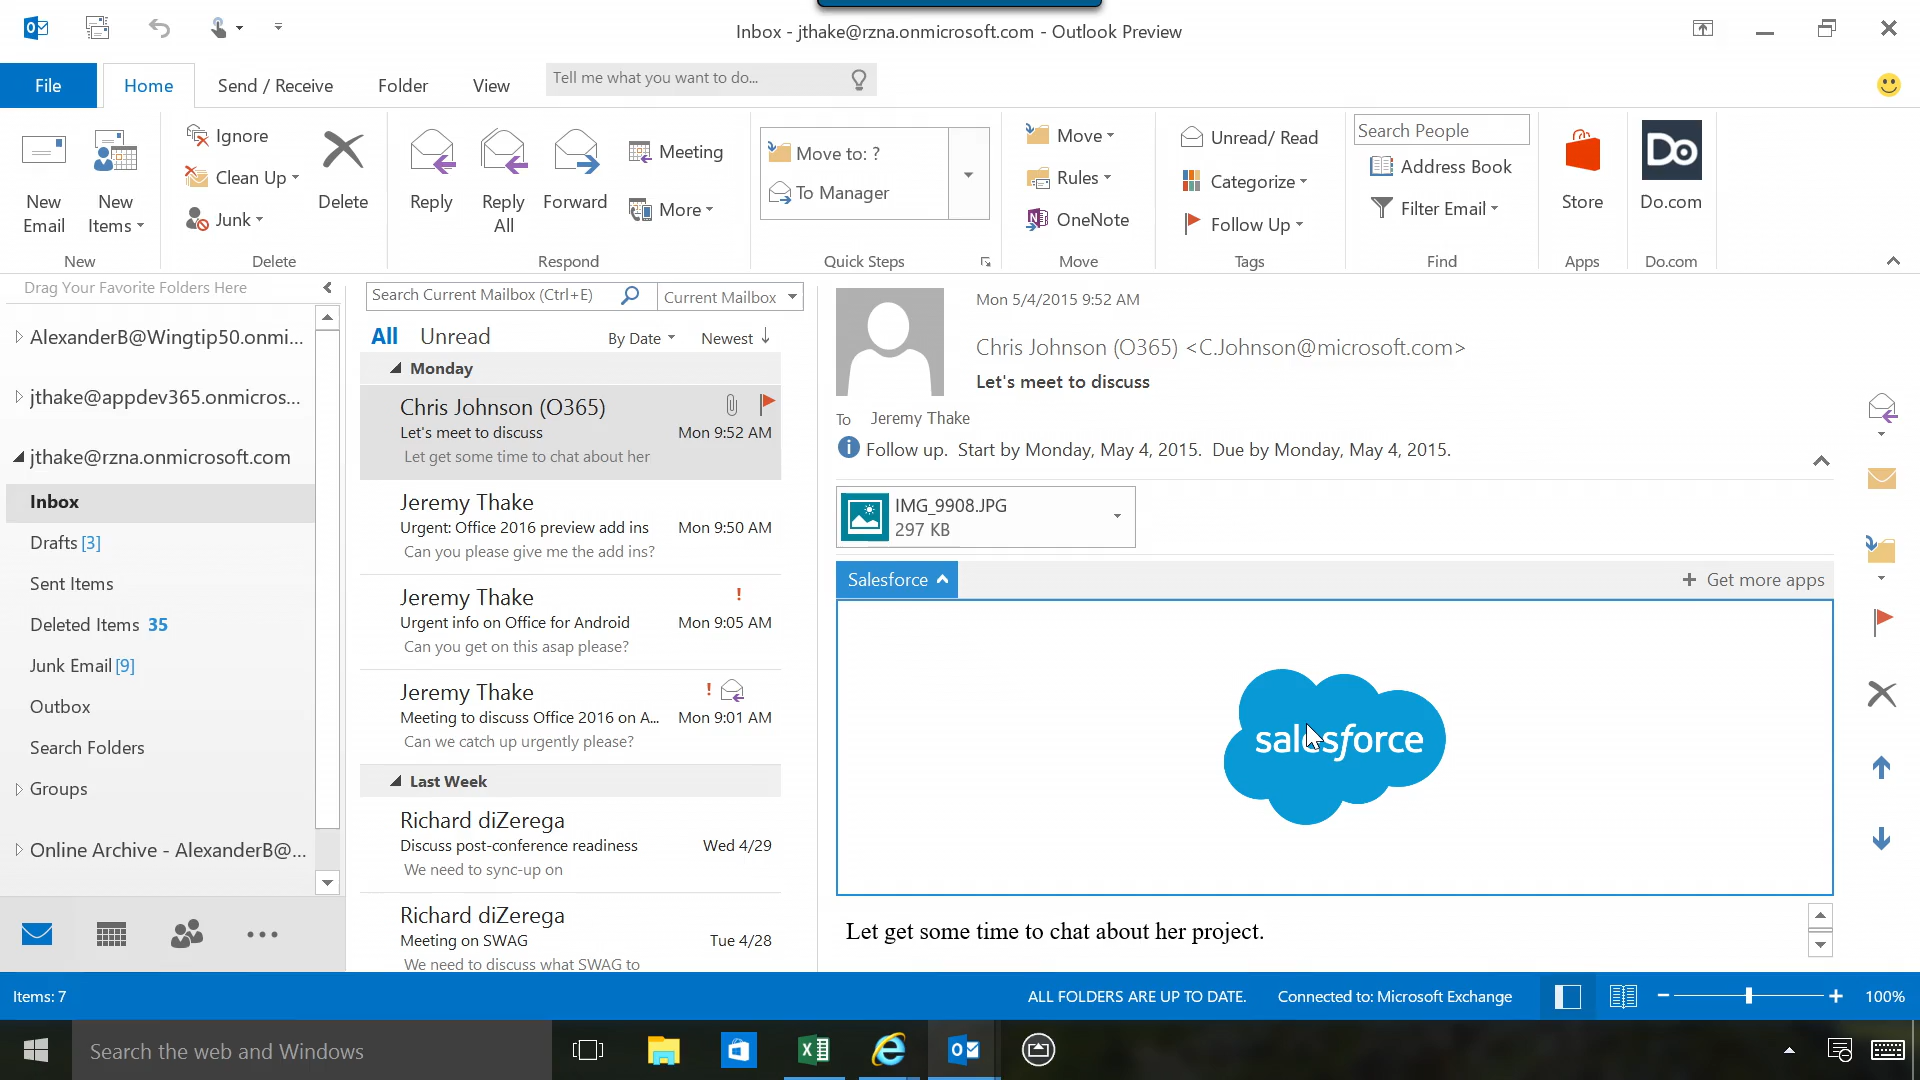 Inbox - jthake@rzna.onmicrosoft.com - Outlook Preview
File
Home
Send / Receive
Folder
View
Tell me what you want to do...
New Email
New Items
New
Ignore
Clean Up
Junk
Delete
Delete
Reply
Reply All
Forward
Meeting
More
Respond
Move to: ?
To Manager
Quick Steps
Move
Rules
OneNote
Move
Unread/ Read
Categorize
Follow Up
Tags
Search People
Address Book
Filter Email
Find
Store
Apps
Do
Do.com
Do.com
Drag Your Favorite Folders Here
AlexanderB@Wingtip50.onmi...
jthake@appdev365.onmicros...
jthake@rzna.onmicrosoft.com
Inbox
Drafts [3]
Sent Items
Deleted Items 35
Junk Email [9]
Outbox
Search Folders
Groups
Online Archive - AlexanderB@...
Search Current Mailbox (Ctrl+E)
Current Mailbox
All Unread
By Date
Newest
Monday
Chris Johnson (O365)
Let's meet to discuss Mon 9:52 AM
Let get some time to chat about her
Jeremy Thake
Urgent: Office 2016 preview add ins Mon 9:50 AM
Can you please give me the add ins?
Jeremy Thake !
Urgent info on Office for Android Mon 9:05 AM
Can you get on this asap please?
Jeremy Thake !
Meeting to discuss Office 2016 on A... Mon 9:01 AM
Can we catch up urgently please?
Last Week
Richard diZerega
Discuss post-conference readiness Wed 4/29
We need to sync-up on
Richard diZerega
Meeting on SWAG Tue 4/28
We need to discuss what SWAG to
Mon 5/4/2015 9:52 AM
Chris Johnson (O365) <C.Johnson@microsoft.com>
Let's meet to discuss
To Jeremy Thake
Follow up. Start by Monday, May 4, 2015. Due by Monday, May 4, 2015.
IMG_9908.JPG
297 KB
Salesforce
+ Get more apps
salesforce
Let get some time to chat about her project.
Items: 7
ALL FOLDERS ARE UP TO DATE.
Connected to: Microsoft Exchange
100%
Search the web and Windows